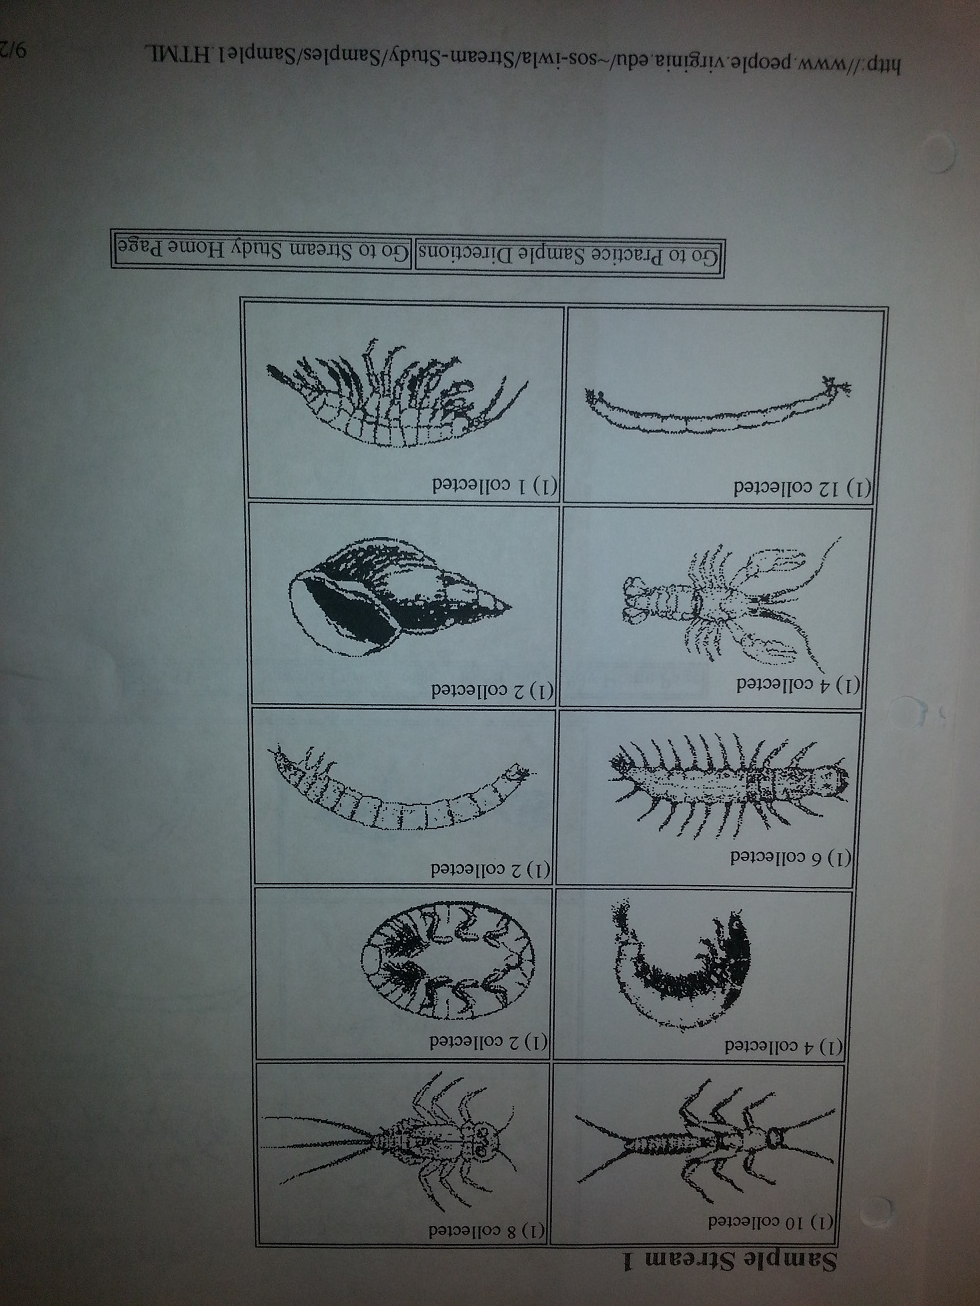 Sample Stream 1
(1) 10 collected
(1) 8 collected
(1) 4 collected
(1) 2 collected
(1) 6 collected
(1) 2 collected
(1) 4 collected
(1) 2 collected
(1) 12 collected
(1) 1 collected
Go to Practice Sample Directions
Go to Stream Study Home Page
http://www.people.virginia.edu/~sos-iwla/Stream-Study/Samples/Sample1.HTML
9/2